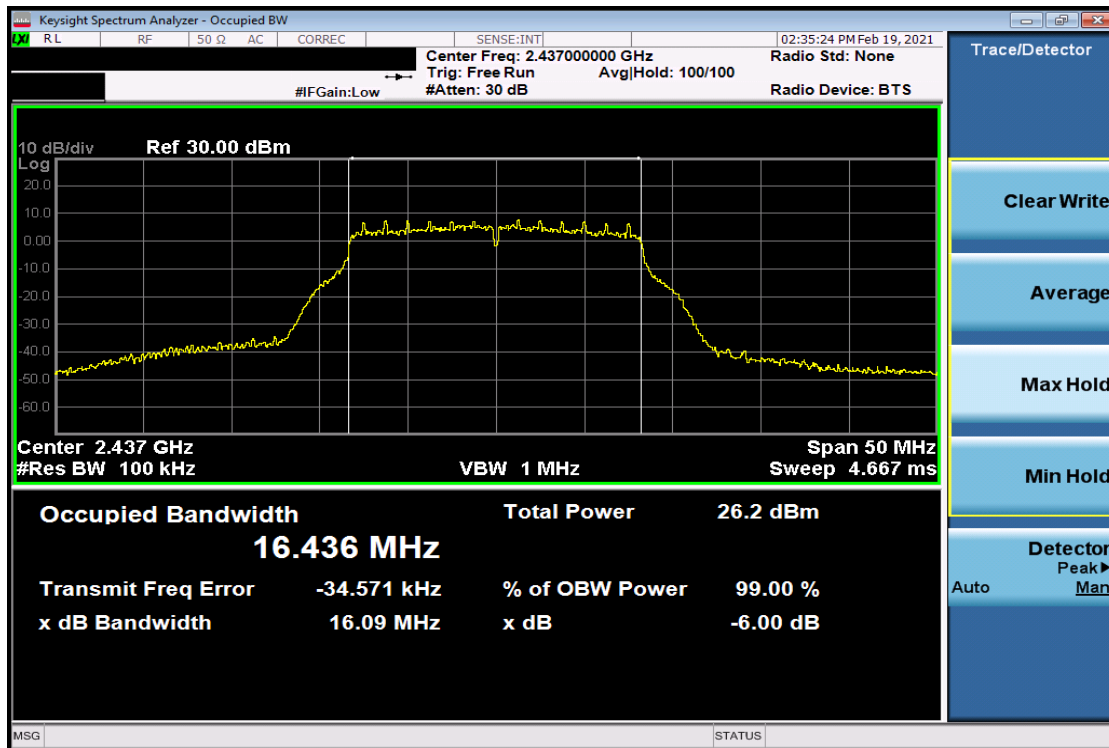 Keysight Spectrum Analyzer - Occupied BW
LXI RL RF 50 Ω AC CORREC SENSE:INT 02:35:24 PM Feb 19, 2021
Center Freq: 2.437000000 GHz Radio Std: None
Trig: Free Run Avg|Hold: 100/100
#IFGain:Low #Atten: 30 dB Radio Device: BTS
10 dB/div Ref 30.00 dBm
Log
20.0
10.0
0.00
-10.0
-20.0
-30.0
-40.0
-50.0
-60.0
Center 2.437 GHz Span 50 MHz
#Res BW 100 kHz VBW 1 MHz Sweep 4.667 ms
Occupied Bandwidth Total Power 26.2 dBm
16.436 MHz
Transmit Freq Error -34.571 kHz % of OBW Power 99.00 %
x dB Bandwidth 16.09 MHz x dB -6.00 dB
MSG STATUS
Trace/Detector
Clear Write
Average
Max Hold
Min Hold
Detector
Peak▶
Auto Man